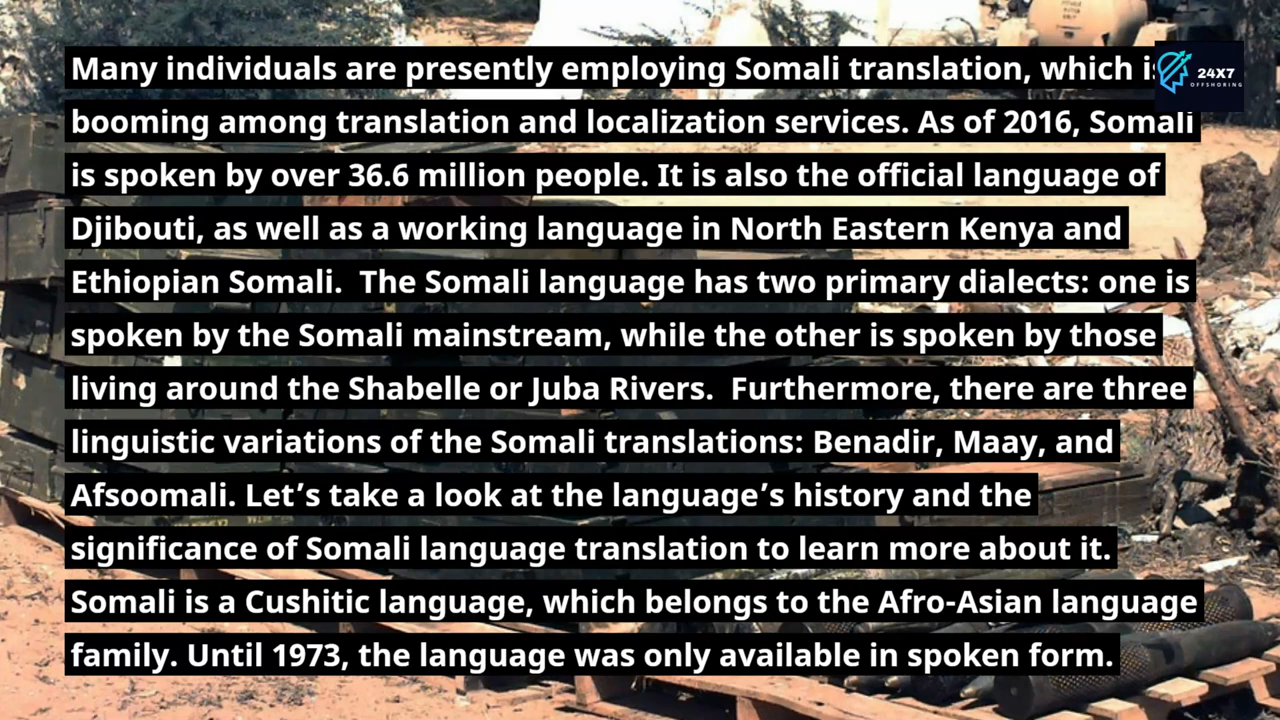 Many individuals are presently employing Somali translation, which is
booming among translation and localization services. As of 2016, Somali
is spoken by over 36.6 million people. It is also the official language of
Djibouti, as well as a working language in North Eastern Kenya and
Ethiopian Somali.  The Somali language has two primary dialects: one is
spoken by the Somali mainstream, while the other is spoken by those
living around the Shabelle or Juba Rivers.  Furthermore, there are three
linguistic variations of the Somali translations: Benadir, Maay, and
Afsoomali. Let’s take a look at the language’s history and the
significance of Somali language translation to learn more about it.
Somali is a Cushitic language, which belongs to the Afro-Asian language
family. Until 1973, the language was only available in spoken form.
24X7
OFFSHORING